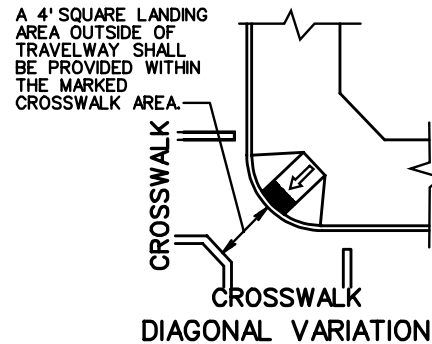 A 4' SQUARE LANDING
AREA OUTSIDE OF
TRAVELWAY SHALL
BE PROVIDED WITHIN
THE MARKED
CROSSWALK AREA.
CROSSWALK
CROSSWALK
DIAGONAL VARIATION